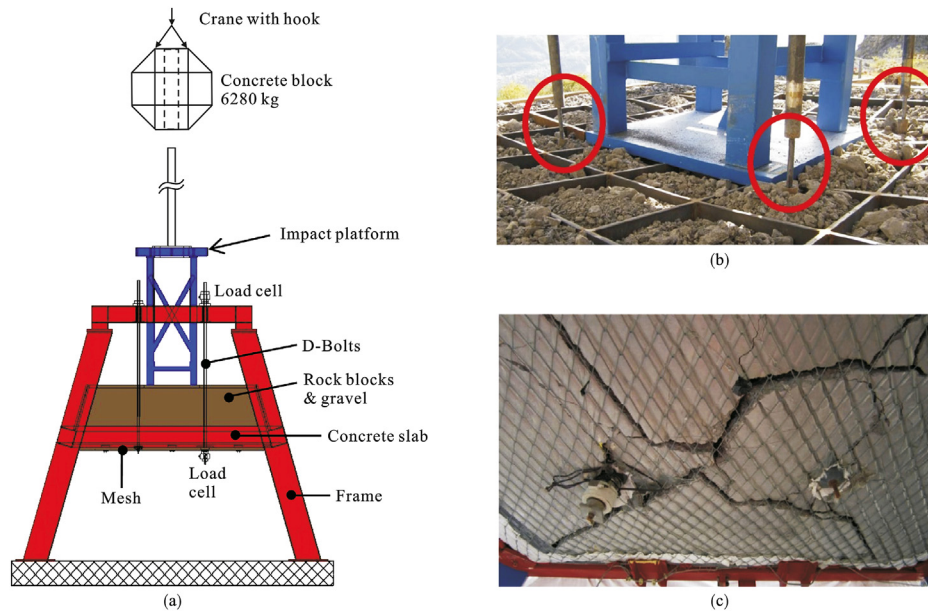 Crane with hook
Concrete block
6280 kg
Impact platform
Load cell
D-Bolts
Rock blocks
& gravel
Concrete slab
Load
cell
Mesh
Frame
(a)
(b)
(c)